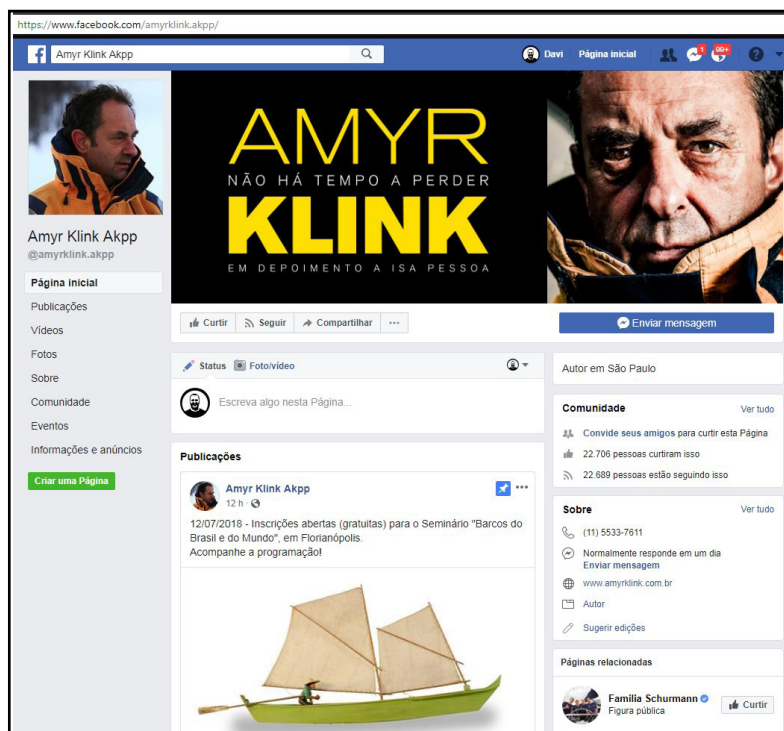 https://www.facebook.com/amyrklink.akpp/
Amyr Klink Akpp
Davi Página inicial 1 99+
AMYR
NÃO HÁ TEMPO A PERDER
KLINK
EM DEPOIMENTO A ISA PESSOA
Amyr Klink Akpp
@amyrklink.akpp
Página inicial
Publicações
Vídeos
Fotos
Sobre
Comunidade
Eventos
Informações e anúncios
Criar uma Página
Curtir Seguir Compartilhar ...
Enviar mensagem
Status Foto/vídeo
Escreva algo nesta Página...
Publicações
Amyr Klink Akpp
12 h ·
12/07/2018 - Inscrições abertas (gratuitas) para o Seminário "Barcos do
Brasil e do Mundo", em Florianópolis.
Acompanhe a programação!
Autor em São Paulo
Comunidade Ver tudo
Convide seus amigos para curtir esta Página
22.706 pessoas curtiram isso
22.689 pessoas estão seguindo isso
Sobre Ver tudo
(11) 5533-7611
Normalmente responde em um dia
Enviar mensagem
www.amyrklink.com.br
Autor
Sugerir edições
Páginas relacionadas
Familia Schurmann
Figura pública
Curtir